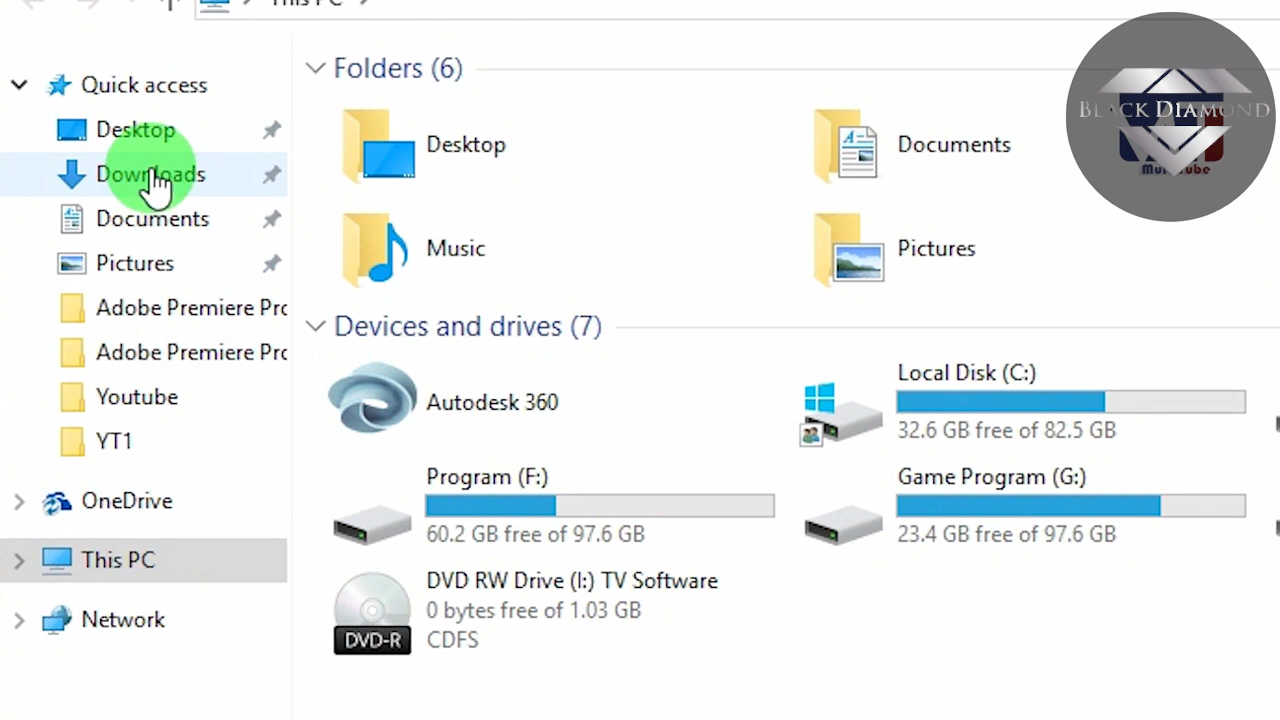 This PC
Quick access
Desktop
Downloads
Documents
Pictures
Adobe Premiere Pro
Adobe Premiere Pro
Youtube
YT1
OneDrive
This PC
Network
Folders (6)
Desktop
Documents
Music
Pictures
Devices and drives (7)
Autodesk 360
Local Disk (C:)
32.6 GB free of 82.5 GB
Program (F:)
60.2 GB free of 97.6 GB
Game Program (G:)
23.4 GB free of 97.6 GB
DVD RW Drive (I:) TV Software
0 bytes free of 1.03 GB
CDFS
DVD-R
BLACK DIAMOND